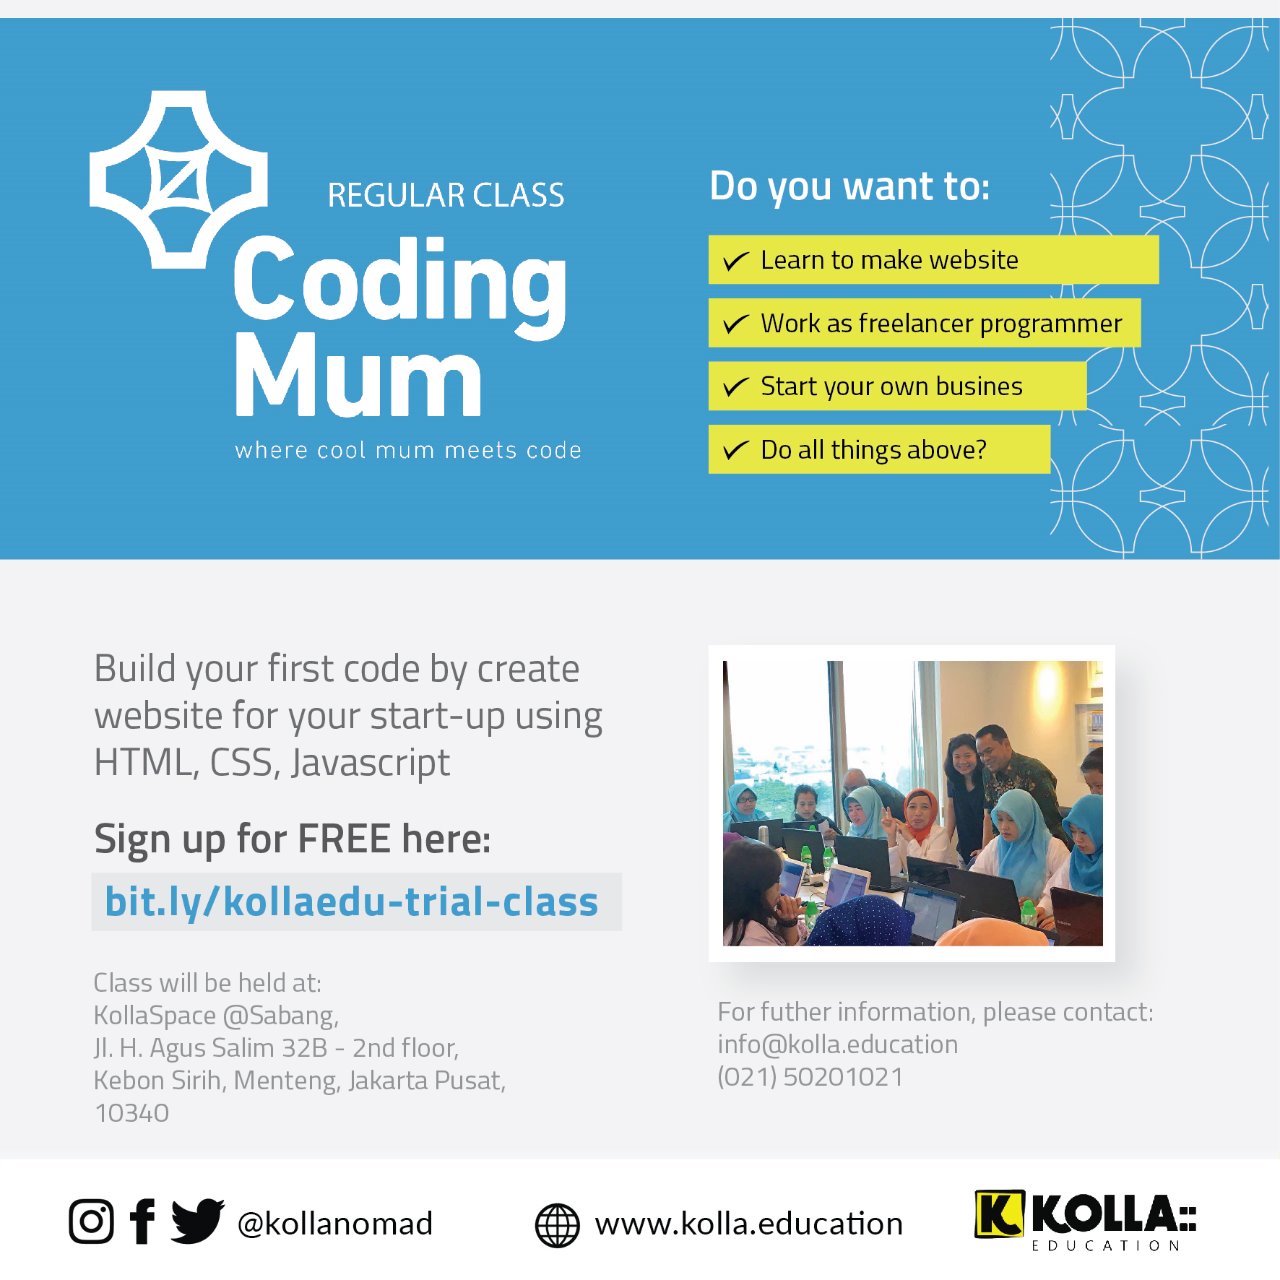 REGULAR CLASS
Coding
Mum
where cool mum meets code
Do you want to:
Learn to make website
Work as freelancer programmer
Start your own busines
Do all things above?
Build your first code by create
website for your start-up using
HTML, CSS, Javascript
Sign up for FREE here:
bit.ly/kollaedu-trial-class
Class will be held at:
KollaSpace @Sabang,
Jl. H. Agus Salim 32B - 2nd floor,
Kebon Sirih, Menteng, Jakarta Pusat,
10340
For futher information, please contact:
info@kolla.education
(021) 50201021
@kollanomad
www.kolla.education
K KOLLA::
EDUCATION